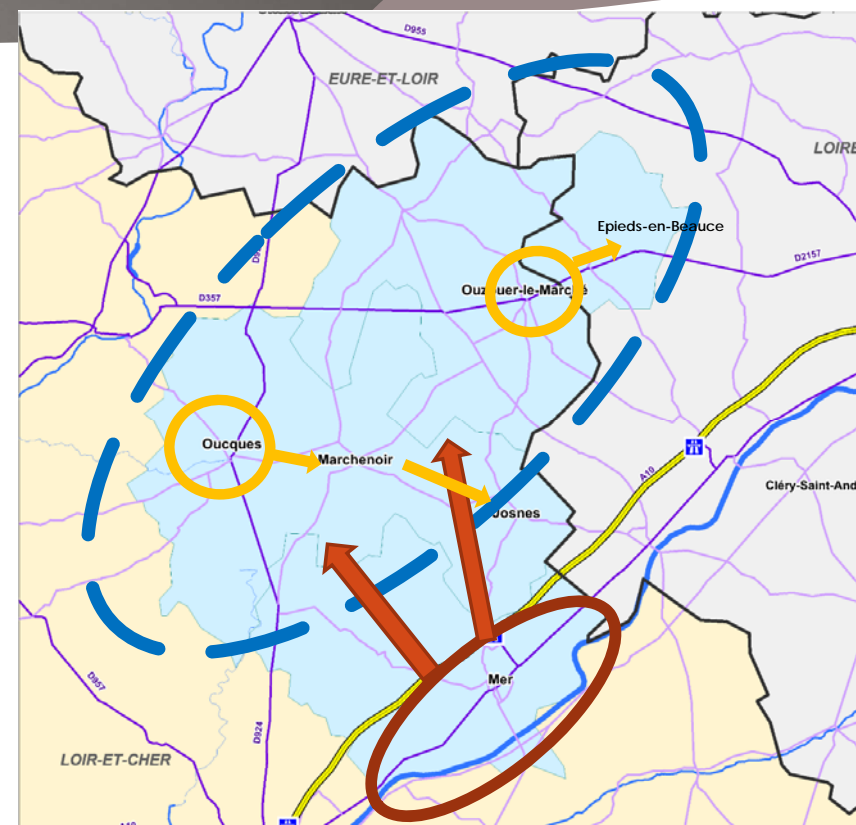 D955
EURE-ET-LOIR
LOIRE
Epieds-en-Beauce
D2157
Ouzouer-le-Marché
D357
Oucques
Marchenoir
A10
Cléry-Saint-And
Josnes
Mer
D957
D924
LOIR-ET-CHER
A10